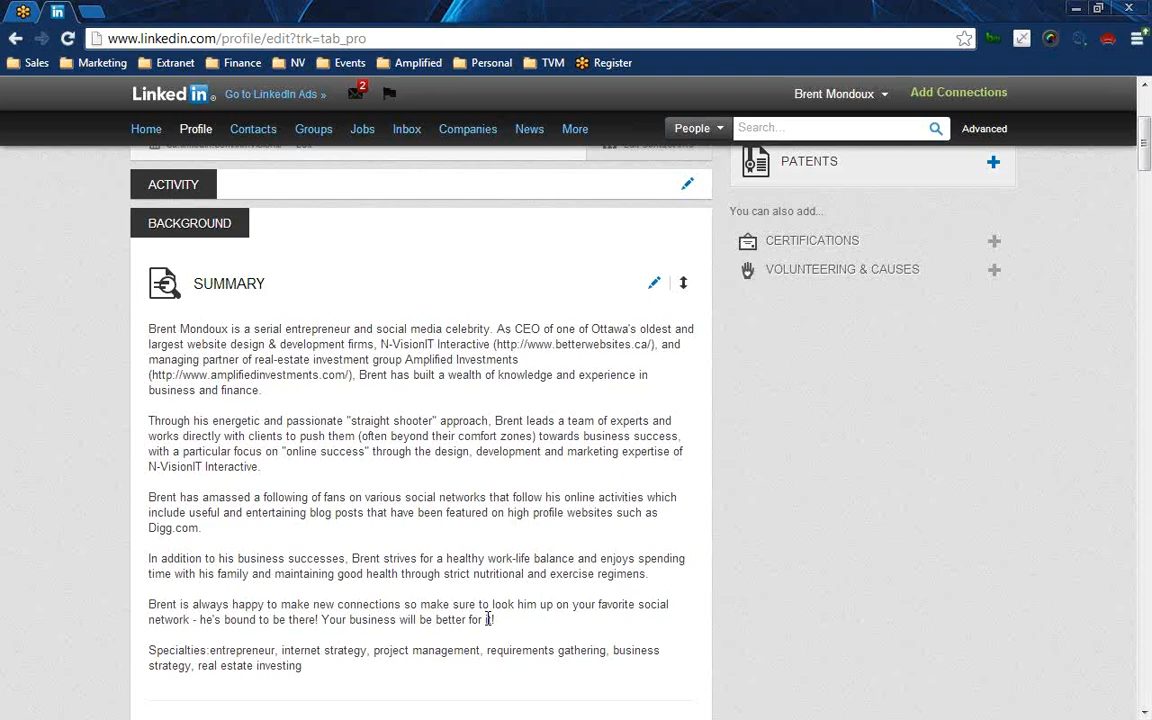 www.linkedin.com/profile/edit?trk=tab_pro
Sales Marketing Extranet Finance NV Events Amplified Personal TVM Register
Linked in® Go to LinkedIn Ads » 2 Brent Mondoux Add Connections
Home Profile Contacts Groups Jobs Inbox Companies News More People Search... Advanced
PATENTS
ACTIVITY
BACKGROUND
You can also add...
CERTIFICATIONS
VOLUNTEERING & CAUSES
SUMMARY
Brent Mondoux is a serial entrepreneur and social media celebrity. As CEO of one of Ottawa's oldest and
largest website design & development firms, N-VisionIT Interactive (http://www.betterwebsites.ca/), and
managing partner of real-estate investment group Amplified Investments
(http://www.amplifiedinvestments.com/), Brent has built a wealth of knowledge and experience in
business and finance.
Through his energetic and passionate "straight shooter" approach, Brent leads a team of experts and
works directly with clients to push them (often beyond their comfort zones) towards business success,
with a particular focus on "online success" through the design, development and marketing expertise of
N-VisionIT Interactive.
Brent has amassed a following of fans on various social networks that follow his online activities which
include useful and entertaining blog posts that have been featured on high profile websites such as
Digg.com.
In addition to his business successes, Brent strives for a healthy work-life balance and enjoys spending
time with his family and maintaining good health through strict nutritional and exercise regimens.
Brent is always happy to make new connections so make sure to look him up on your favorite social
network - he's bound to be there! Your business will be better for it!
Specialties:entrepreneur, internet strategy, project management, requirements gathering, business
strategy, real estate investing